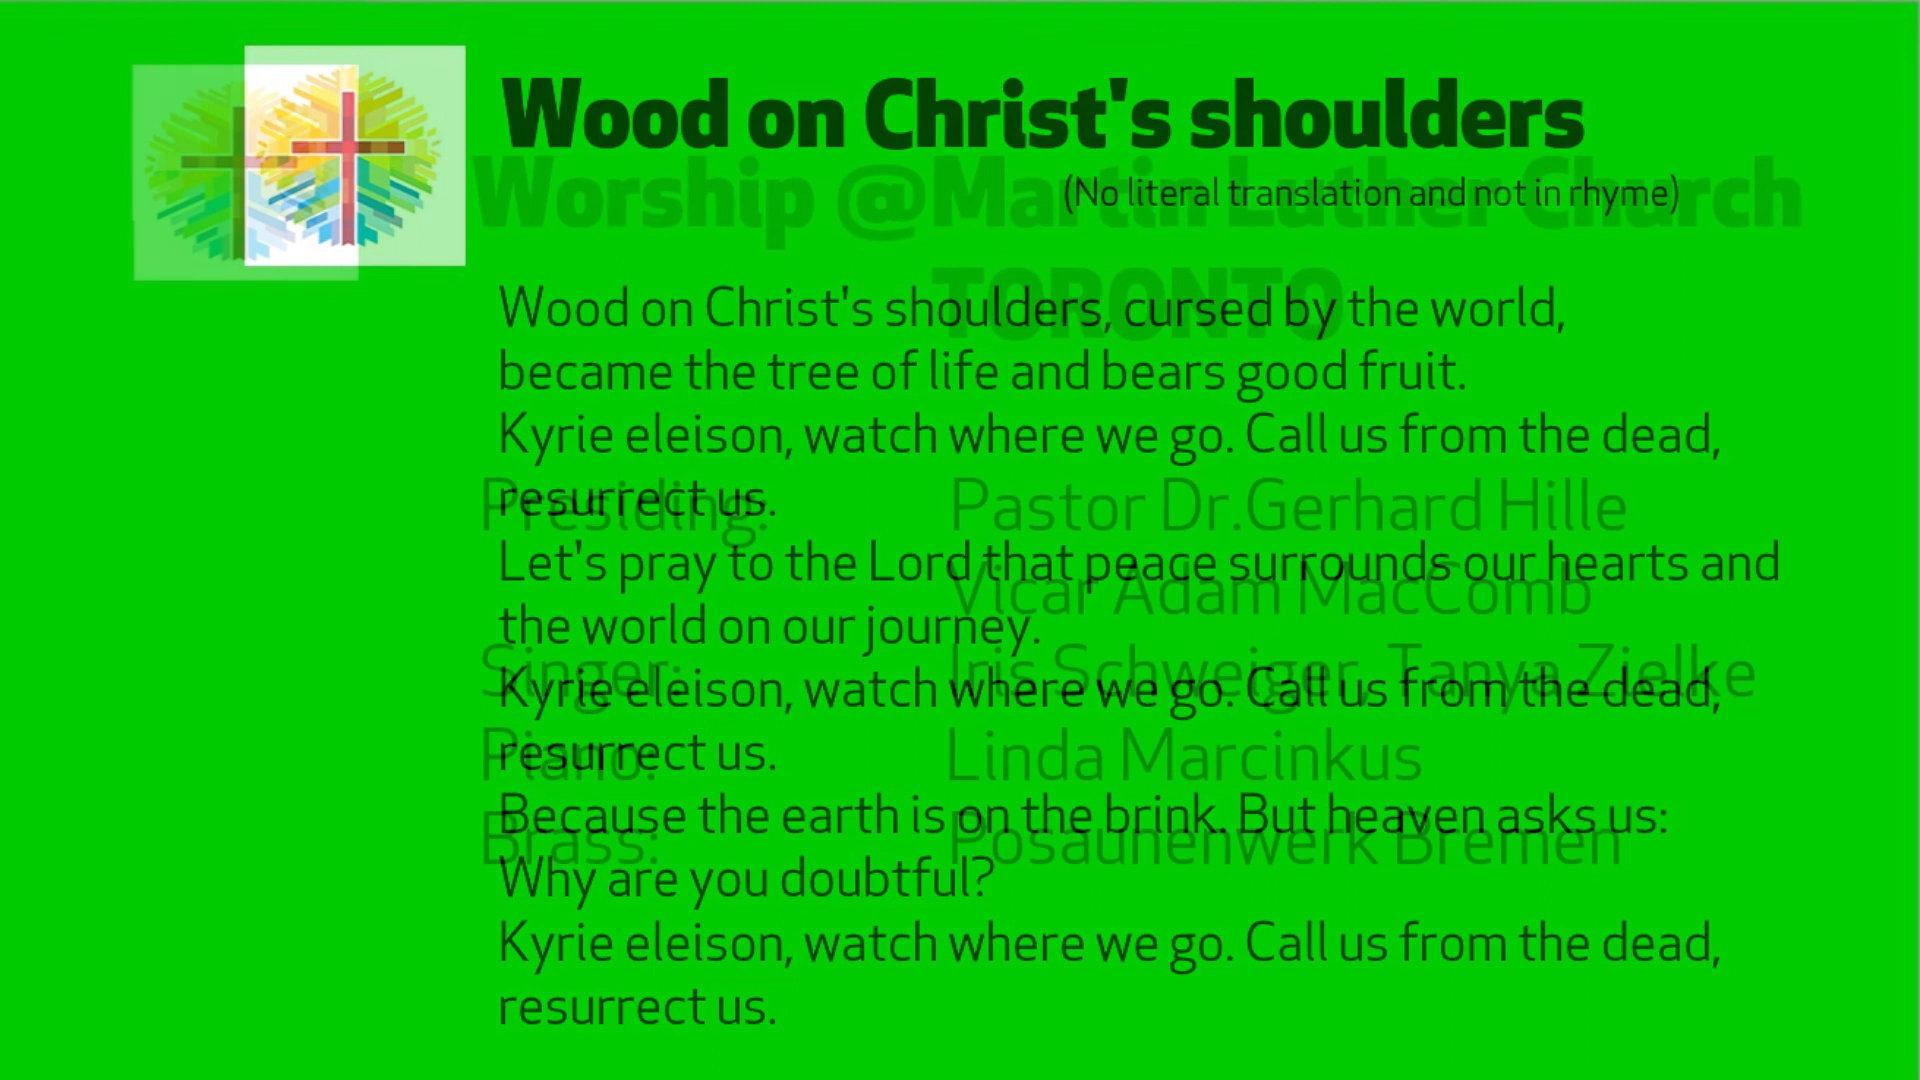 Wood on Christ's shoulders
Worship @Martin Luther Church
(No literal translation and not in rhyme)
TORONTO
Wood on Christ's shoulders, cursed by the world,
became the tree of life and bears good fruit.
Kyrie eleison, watch where we go. Call us from the dead,
resurrect us.
Presiding: Pastor Dr.Gerhard Hille
Let's pray to the Lord that peace surrounds our hearts and
Vicar Adam MacComb
the world on our journey.
Singer: Iris Schweiger, Tanya Zielke
Kyrie eleison, watch where we go. Call us from the dead,
resurrect us.
Piano: Linda Marcinkus
Because the earth is on the brink. But heaven asks us:
Brass: Posaunenwerk Bremen
Why are you doubtful?
Kyrie eleison, watch where we go. Call us from the dead,
resurrect us.